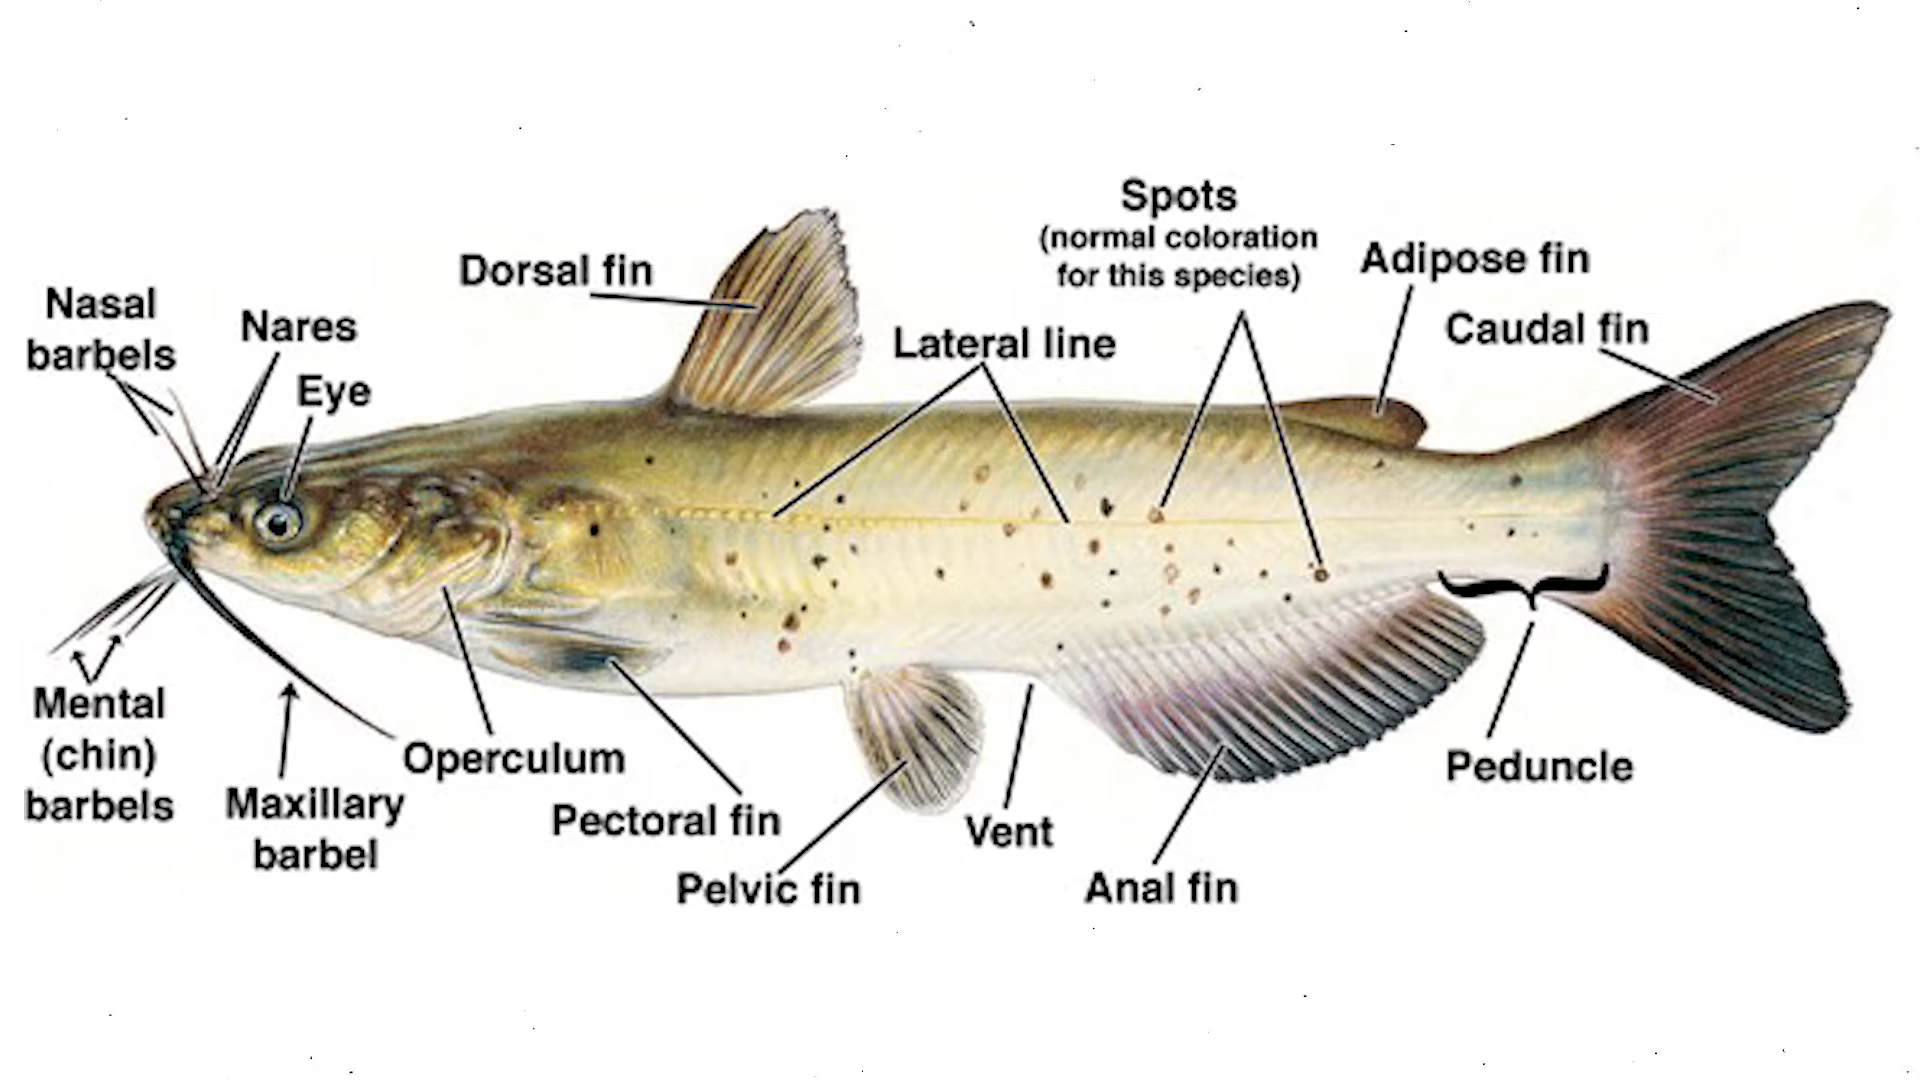 Spots
(normal coloration
for this species)
Dorsal fin
Adipose fin
Nasal
barbels
Nares
Lateral line
Caudal fin
Eye
Mental
(chin)
barbels
Maxillary
barbel
Operculum
Pectoral fin
Pelvic fin
Vent
Anal fin
Peduncle